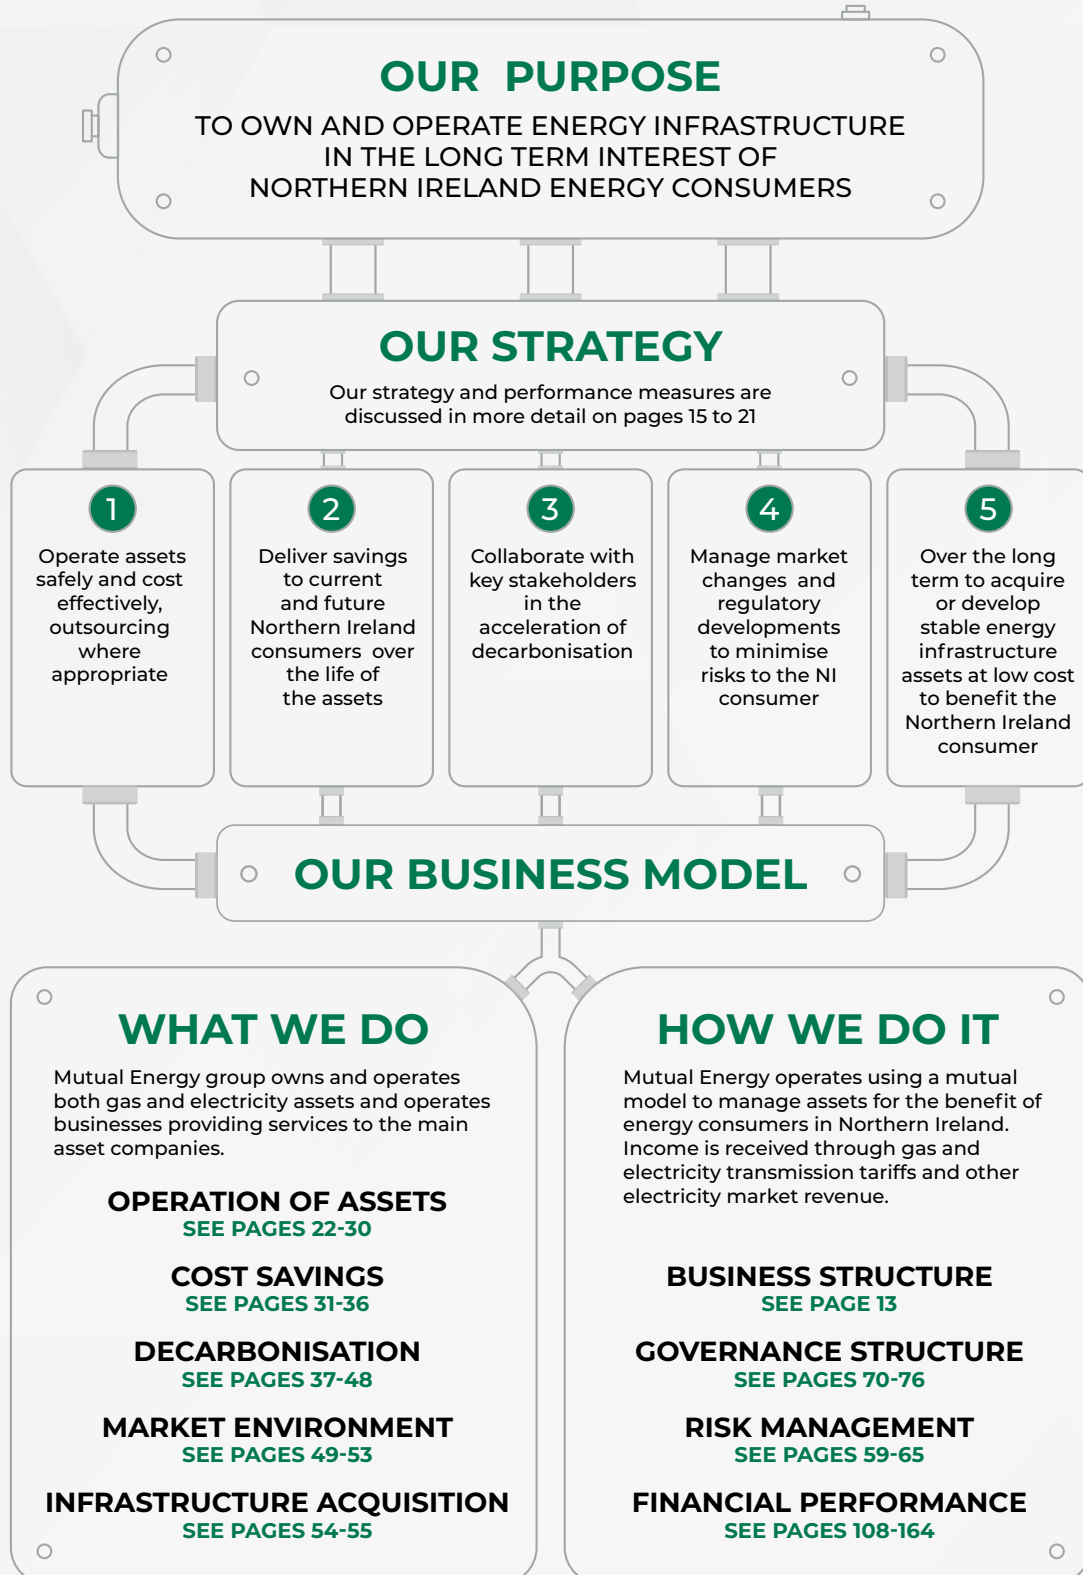 OUR PURPOSE
TO OWN AND OPERATE ENERGY INFRASTRUCTURE
IN THE LONG TERM INTEREST OF
NORTHERN IRELAND ENERGY CONSUMERS
OUR STRATEGY
Our strategy and performance measures are
discussed in more detail on pages 15 to 21
1
Operate assets
safely and cost
effectively,
outsourcing
where
appropriate
2
Deliver savings
to current
and future
Northern Ireland
consumers over
the life of
the assets
3
Collaborate with
key stakeholders
in the
acceleration of
decarbonisation
4
Manage market
changes and
regulatory
developments
to minimise
risks to the NI
consumer
5
Over the long
term to acquire
or develop
stable energy
infrastructure
assets at low cost
to benefit the
Northern Ireland
consumer
OUR BUSINESS MODEL
WHAT WE DO
Mutual Energy group owns and operates
both gas and electricity assets and operates
businesses providing services to the main
asset companies.
OPERATION OF ASSETS
SEE PAGES 22-30
COST SAVINGS
SEE PAGES 31-36
DECARBONISATION
SEE PAGES 37-48
MARKET ENVIRONMENT
SEE PAGES 49-53
INFRASTRUCTURE ACQUISITION
SEE PAGES 54-55
HOW WE DO IT
Mutual Energy operates using a mutual
model to manage assets for the benefit of
energy consumers in Northern Ireland.
Income is received through gas and
electricity transmission tariffs and other
electricity market revenue.
BUSINESS STRUCTURE
SEE PAGE 13
GOVERNANCE STRUCTURE
SEE PAGES 70-76
RISK MANAGEMENT
SEE PAGES 59-65
FINANCIAL PERFORMANCE
SEE PAGES 108-164